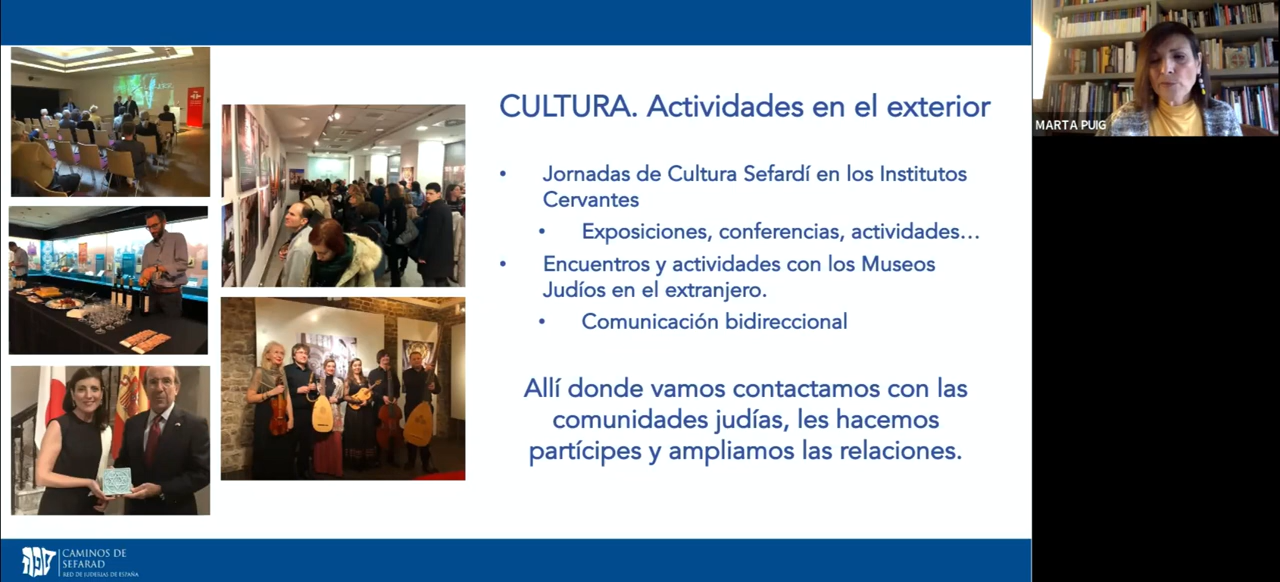 CULTURA. Actividades en el exterior
• Jornadas de Cultura Sefardí en los Institutos
Cervantes
• Exposiciones, conferencias, actividades...
• Encuentros y actividades con los Museos
Judíos en el extranjero.
• Comunicación bidireccional
Allí donde vamos contactamos con las
comunidades judías, les hacemos
partícipes y ampliamos las relaciones.
CAMINOS DE
SEFARAD
RED DE JUDERÍAS DE ESPAÑA
MARTA PUIG